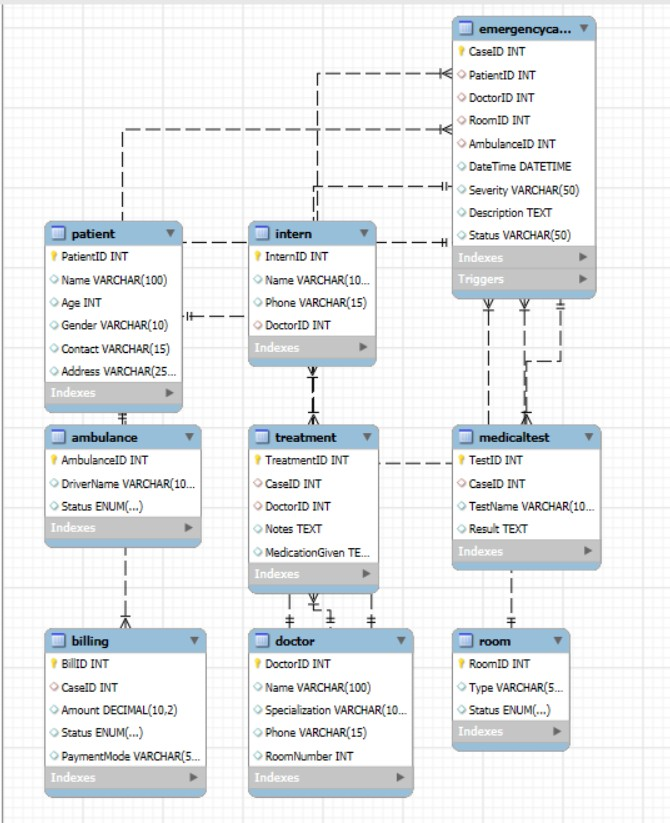 emergencyca...
CaseID INT
PatientID INT
DoctorID INT
RoomID INT
AmbulanceID INT
DateTime DATETIME
Severity VARCHAR(50)
Description TEXT
Status VARCHAR(50)
Indexes
Triggers
patient
PatientID INT
Name VARCHAR(100)
Age INT
Gender VARCHAR(10)
Contact VARCHAR(15)
Address VARCHAR(25...
Indexes
intern
InternID INT
Name VARCHAR(10...
Phone VARCHAR(15)
DoctorID INT
Indexes
ambulance
AmbulanceID INT
DriverName VARCHAR(10...
Status ENUM(...)
Indexes
treatment
TreatmentID INT
CaseID INT
DoctorID INT
Notes TEXT
MedicationGiven TE...
Indexes
medicaltest
TestID INT
CaseID INT
TestName VARCHAR(10...
Result TEXT
Indexes
billing
BillID INT
CaseID INT
Amount DECIMAL(10,2)
Status ENUM(...)
PaymentMode VARCHAR(5...
Indexes
doctor
DoctorID INT
Name VARCHAR(100)
Specialization VARCHAR(10...
Phone VARCHAR(15)
RoomNumber INT
Indexes
room
RoomID INT
Type VARCHAR(5...
Status ENUM(...)
Indexes